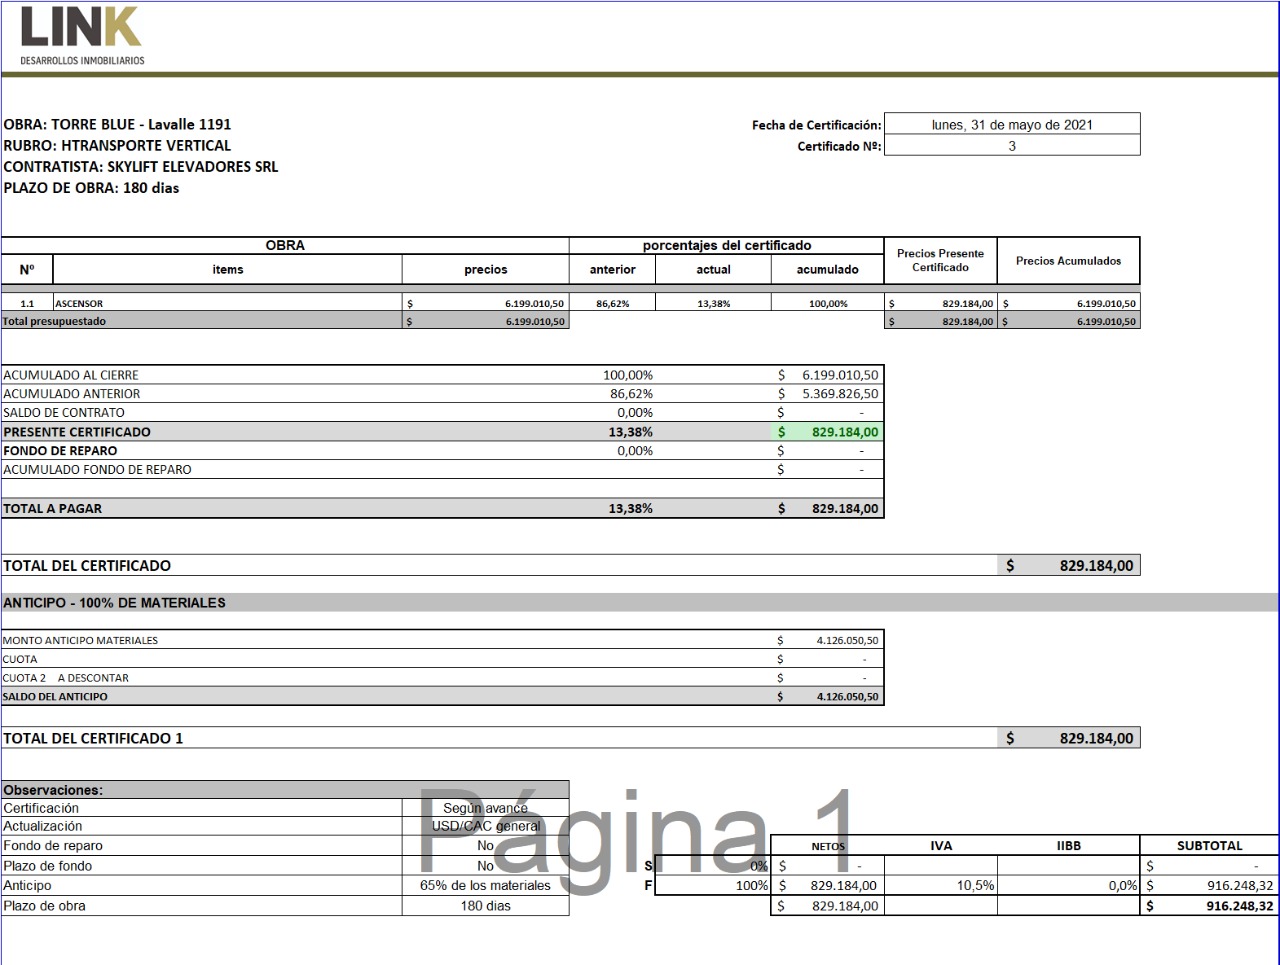 LINK
DESARROLLOS INMOBILIARIOS
OBRA: TORRE BLUE - Lavalle 1191
RUBRO: HTRANSPORTE VERTICAL
CONTRATISTA: SKYLIFT ELEVADORES SRL
PLAZO DE OBRA: 180 dias
Fecha de Certificación: lunes, 31 de mayo de 2021
Certificado Nº: 3
OBRA porcentajes del certificado Precios Presente Certificado Precios Acumulados
Nº items precios anterior actual acumulado
1.1 ASCENSOR $ 6.199.010,50 86,62% 13,38% 100,00% $ 829.184,00 $ 6.199.010,50
Total presupuestado $ 6.199.010,50 $ 829.184,00 $ 6.199.010,50
ACUMULADO AL CIERRE 100,00% $ 6.199.010,50
ACUMULADO ANTERIOR 86,62% $ 5.369.826,50
SALDO DE CONTRATO 0,00% $ -
PRESENTE CERTIFICADO 13,38% $ 829.184,00
FONDO DE REPARO 0,00% $ -
ACUMULADO FONDO DE REPARO $ -
TOTAL A PAGAR 13,38% $ 829.184,00
TOTAL DEL CERTIFICADO $ 829.184,00
ANTICIPO - 100% DE MATERIALES
MONTO ANTICIPO MATERIALES $ 4.126.050,50
CUOTA $ -
CUOTA 2 A DESCONTAR $ -
SALDO DEL ANTICIPO $ 4.126.050,50
TOTAL DEL CERTIFICADO 1 $ 829.184,00
Observaciones:
Certificación Según avance
Actualización USD/CAC general
Fondo de reparo No
Plazo de fondo No
Anticipo 65% de los materiales
Plazo de obra 180 dias
Página 1
NETOS IVA IIBB SUBTOTAL
S 0% $ - $ -
F 100% $ 829.184,00 10,5% 0,0% $ 916.248,32
$ 829.184,00 $ 916.248,32